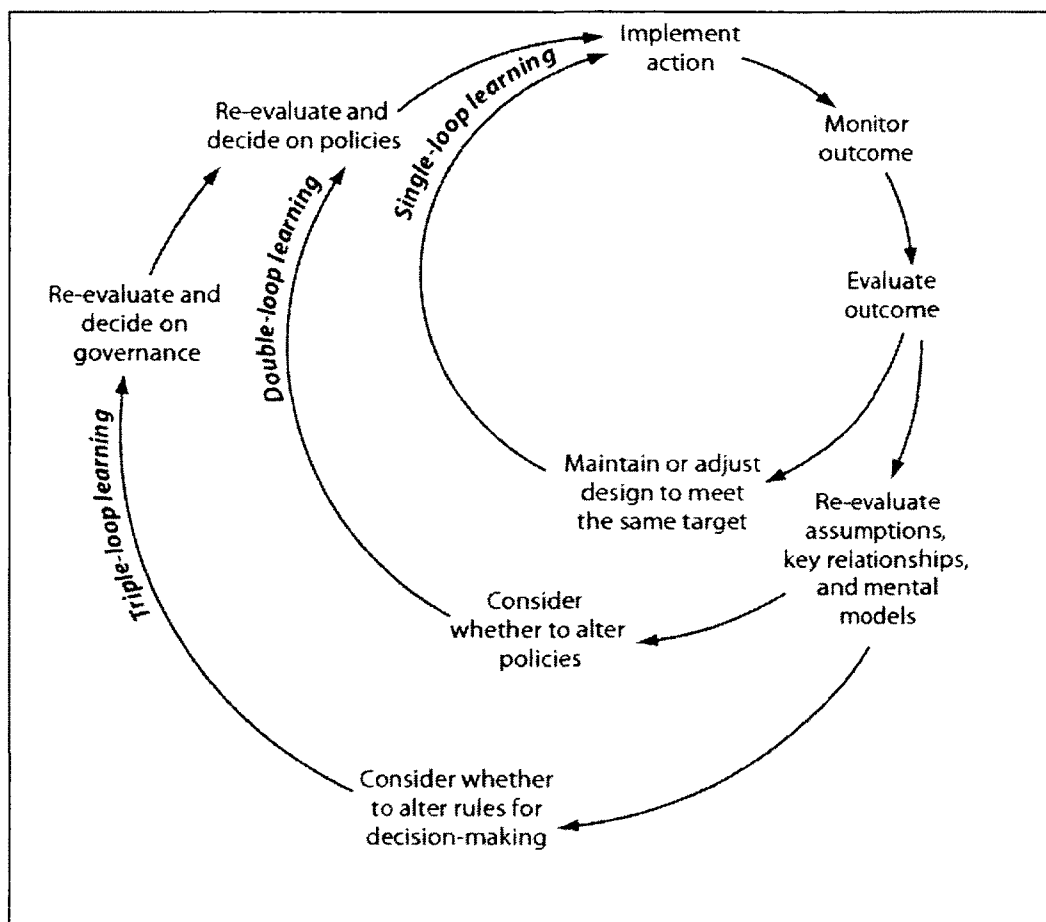 Implement
action
Monitor
outcome
Evaluate
outcome
Maintain or adjust
design to meet
the same target
Single-loop learning
Re-evaluate
assumptions,
key relationships,
and mental
models
Consider
whether to alter
policies
Double-loop learning
Re-evaluate and
decide on policies
Consider whether
to alter rules for
decision-making
Triple-loop learning
Re-evaluate and
decide on
governance